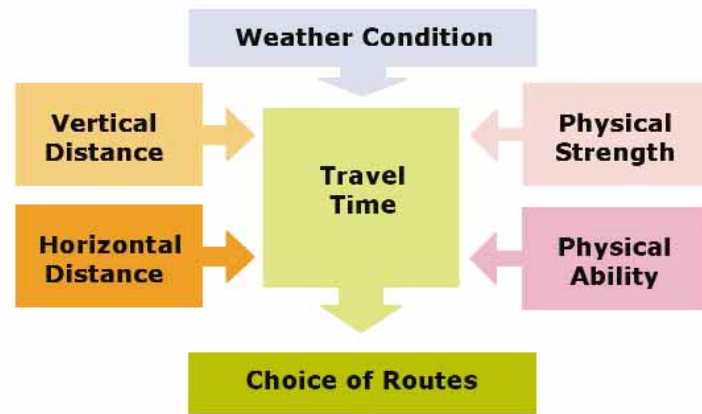 Weather Condition
Vertical
Distance
Physical
Strength
Travel
Time
Horizontal
Distance
Physical
Ability
Choice of Routes